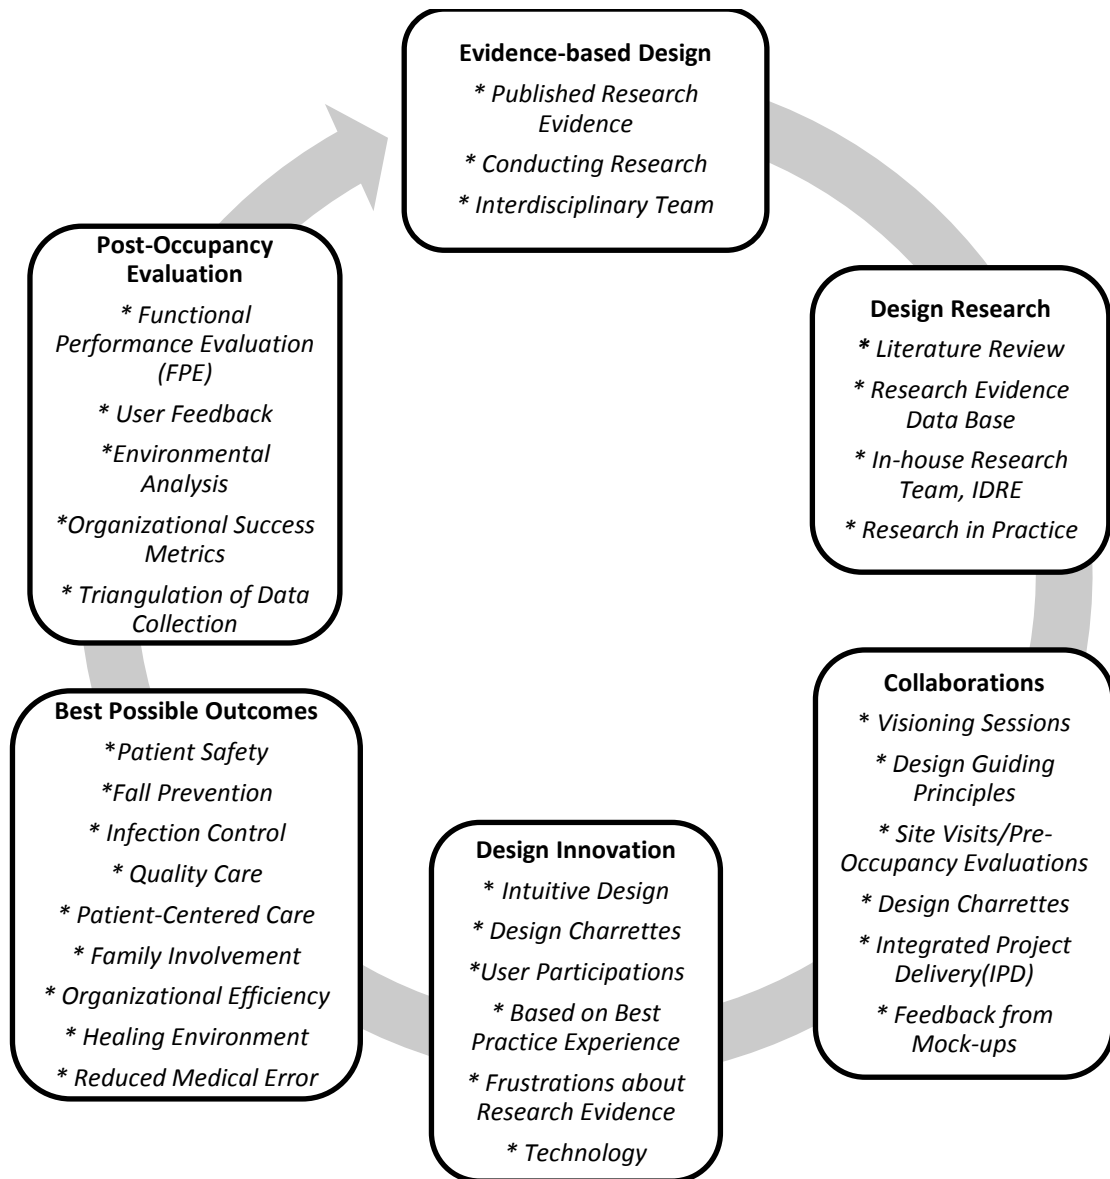 Evidence-based Design
* Published Research
Evidence
* Conducting Research
* Interdisciplinary Team
Design Research
* Literature Review
* Research Evidence
Data Base
* In-house Research
Team, IDRE
* Research in Practice
Collaborations
* Visioning Sessions
* Design Guiding
Principles
* Site Visits/Pre-
Occupancy Evaluations
* Design Charrettes
* Integrated Project
Delivery(IPD)
* Feedback from
Mock-ups
Design Innovation
* Intuitive Design
* Design Charrettes
*User Participations
* Based on Best
Practice Experience
* Frustrations about
Research Evidence
* Technology
Best Possible Outcomes
*Patient Safety
*Fall Prevention
* Infection Control
* Quality Care
* Patient-Centered Care
* Family Involvement
* Organizational Efficiency
* Healing Environment
* Reduced Medical Error
Post-Occupancy
Evaluation
* Functional
Performance Evaluation
(FPE)
* User Feedback
*Environmental
Analysis
*Organizational Success
Metrics
* Triangulation of Data
Collection